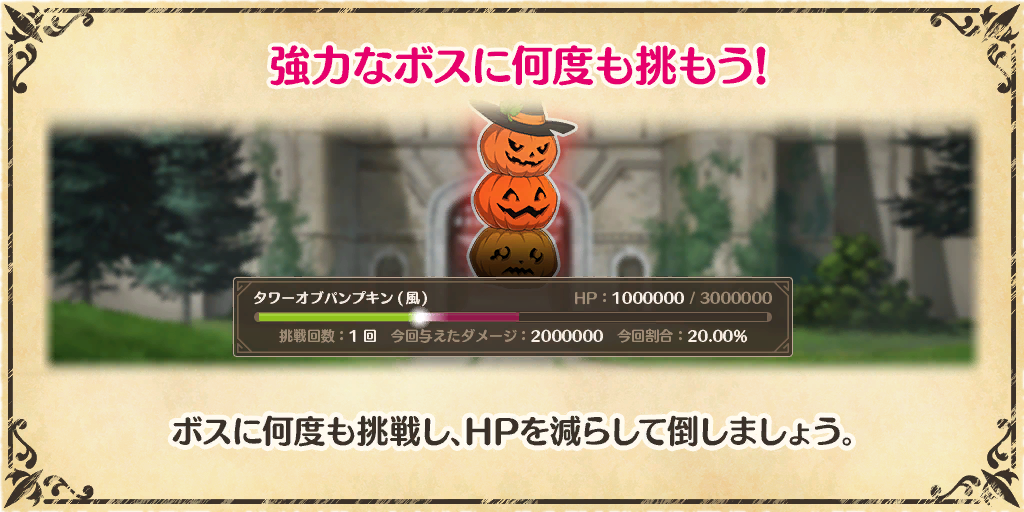 強力なボスに何度も挑もう!
タワーオブパンプキン(風) HP:1000000 / 3000000
挑戦回数:1 回 今回与えたダメージ:2000000 今回割合:20.00%
ボスに何度も挑戦し、HPを減らして倒しましょう。